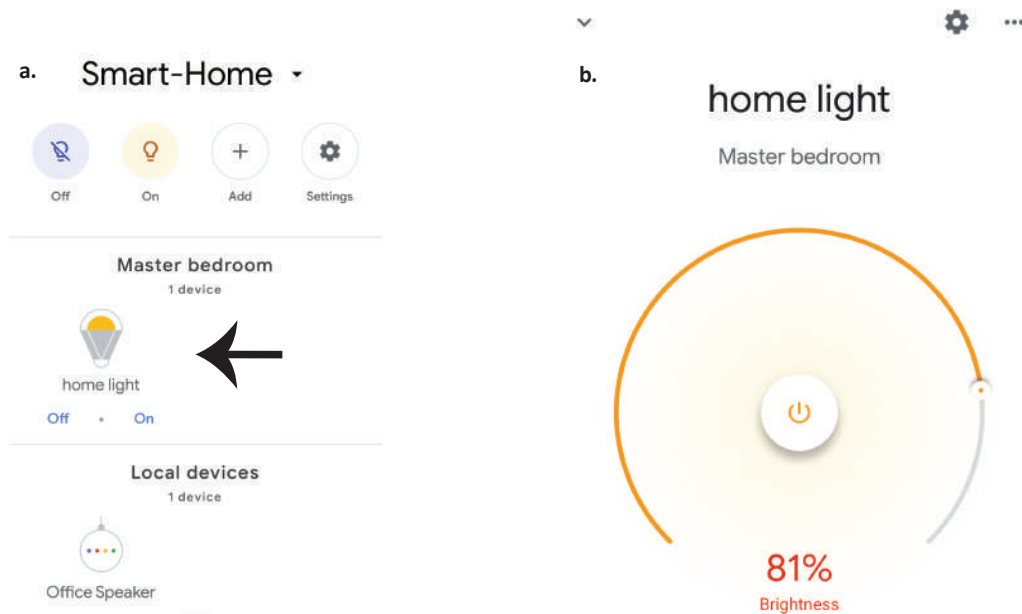 a.
Smart-Home
Off
On
Add
Settings
Master bedroom
1 device
home light
Off • On
Local devices
1 device
Office Speaker
b.
home light
Master bedroom
81%
Brightness